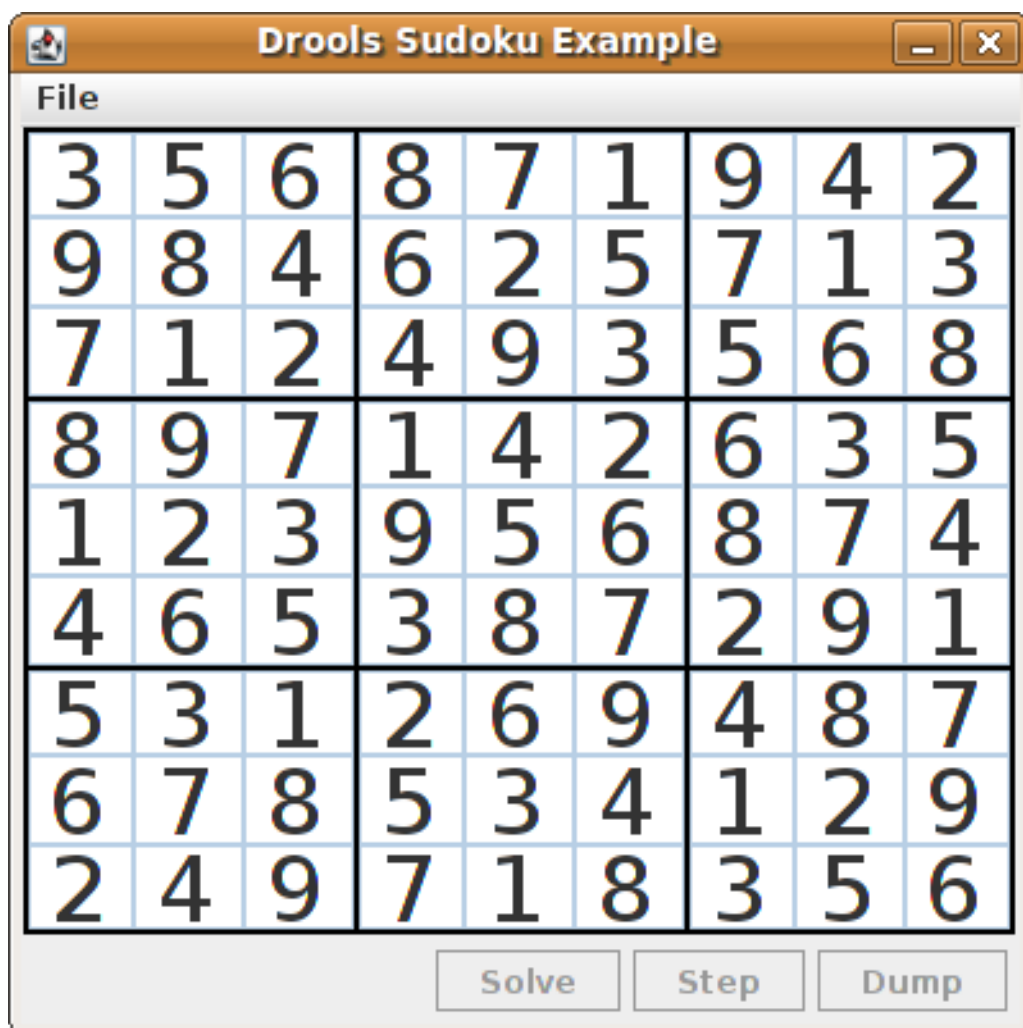 Drools Sudoku Example
File
3 5 6 8 7 1 9 4 2
9 8 4 6 2 5 7 1 3
7 1 2 4 9 3 5 6 8
8 9 7 1 4 2 6 3 5
1 2 3 9 5 6 8 7 4
4 6 5 3 8 7 2 9 1
5 3 1 2 6 9 4 8 7
6 7 8 5 3 4 1 2 9
2 4 9 7 1 8 3 5 6
Solve Step Dump